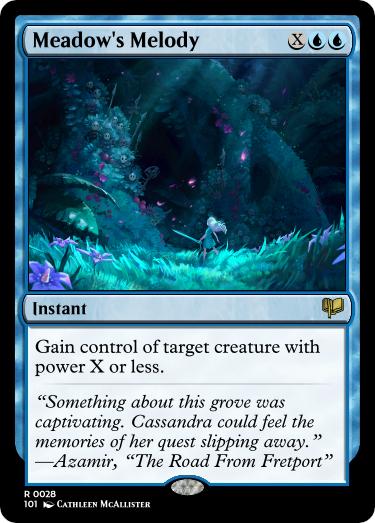 Meadow's Melody X
Instant
Gain control of target creature with
power X or less.
“Something about this grove was
captivating. Cassandra could feel the
memories of her quest slipping away.”
—Azamir, “The Road From Fretport”
R 0028
101 Cathleen McAllister